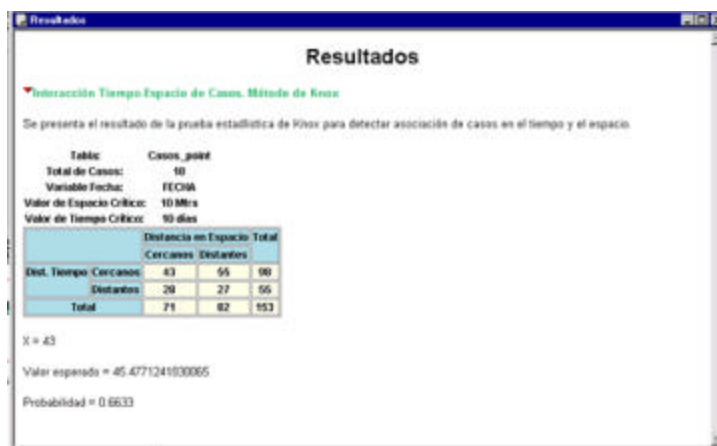 Resultados
Resultados
Interacción Tiempo Espacio de Casos. Método de Knox
Se presenta el resultado de la prueba estadística de Knox para detectar asociación de casos en el tiempo y el espacio.
Tabla: Casos_point
Total de Casos: 18
Variable Fecha: FECHA
Valor de Espacio Crítico: 10 Mtrs
Valor de Tiempo Crítico: 10 días
Distancia en Espacio Total
Cercanos Distantes
Dist. Tiempo Cercanos 43 55 98
Distantes 28 27 55
Total 71 82 153
X = 43
Valor esperado = 45.4771241830065
Probabilidad = 0.6633